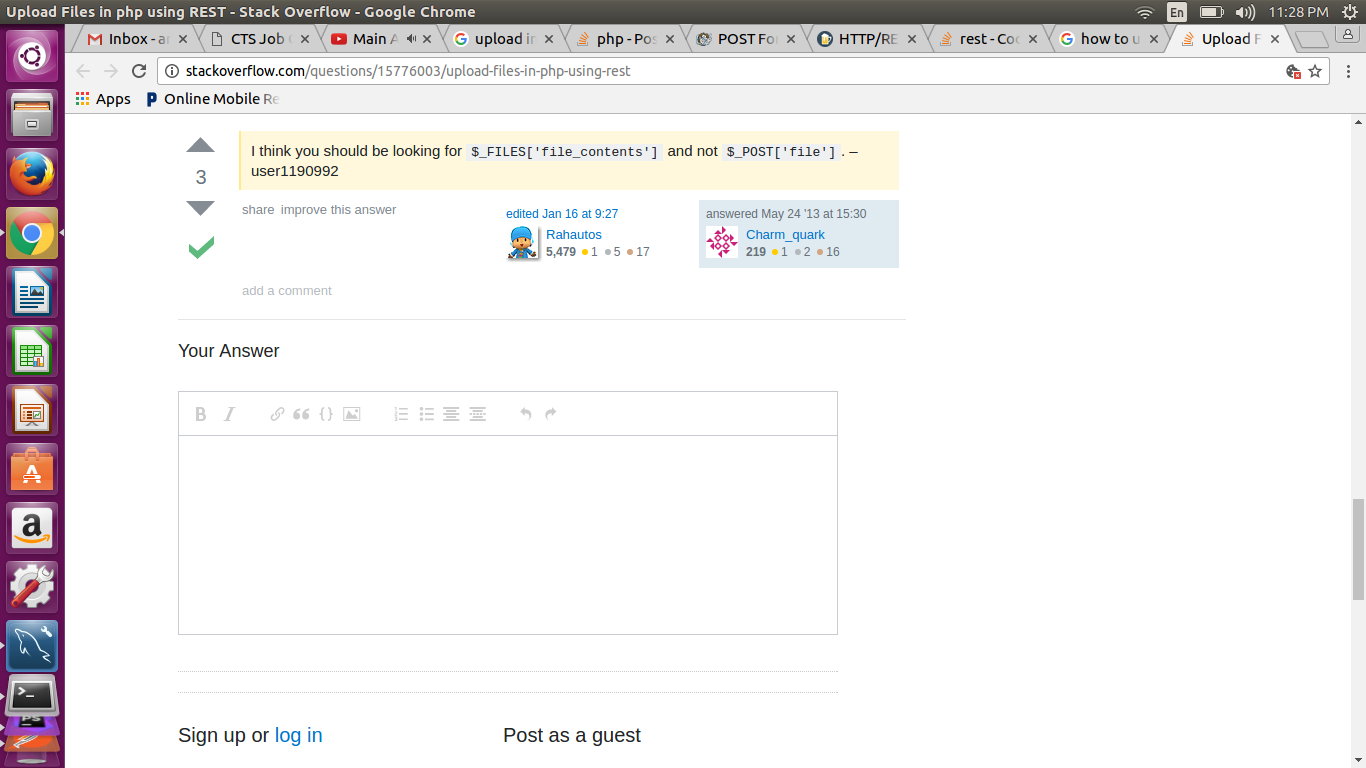 Upload Files in php using REST - Stack Overflow - Google Chrome
En
11:28 PM
Inbox - a
CTS Job
Main A
upload i
php - Po
POST Fo
HTTP/RE
rest - Co
how to u
Upload F
stackoverflow.com/questions/15776003/upload-files-in-php-using-rest
Apps
Online Mobile Re
I think you should be looking for $_FILES['file_contents'] and not $_POST['file'] . –
user1190992
3
share improve this answer
edited Jan 16 at 9:27
Rahautos
5,479 1 5 17
answered May 24 '13 at 15:30
Charm_quark
219 1 2 16
add a comment
Your Answer
B I
Sign up or log in
Post as a guest